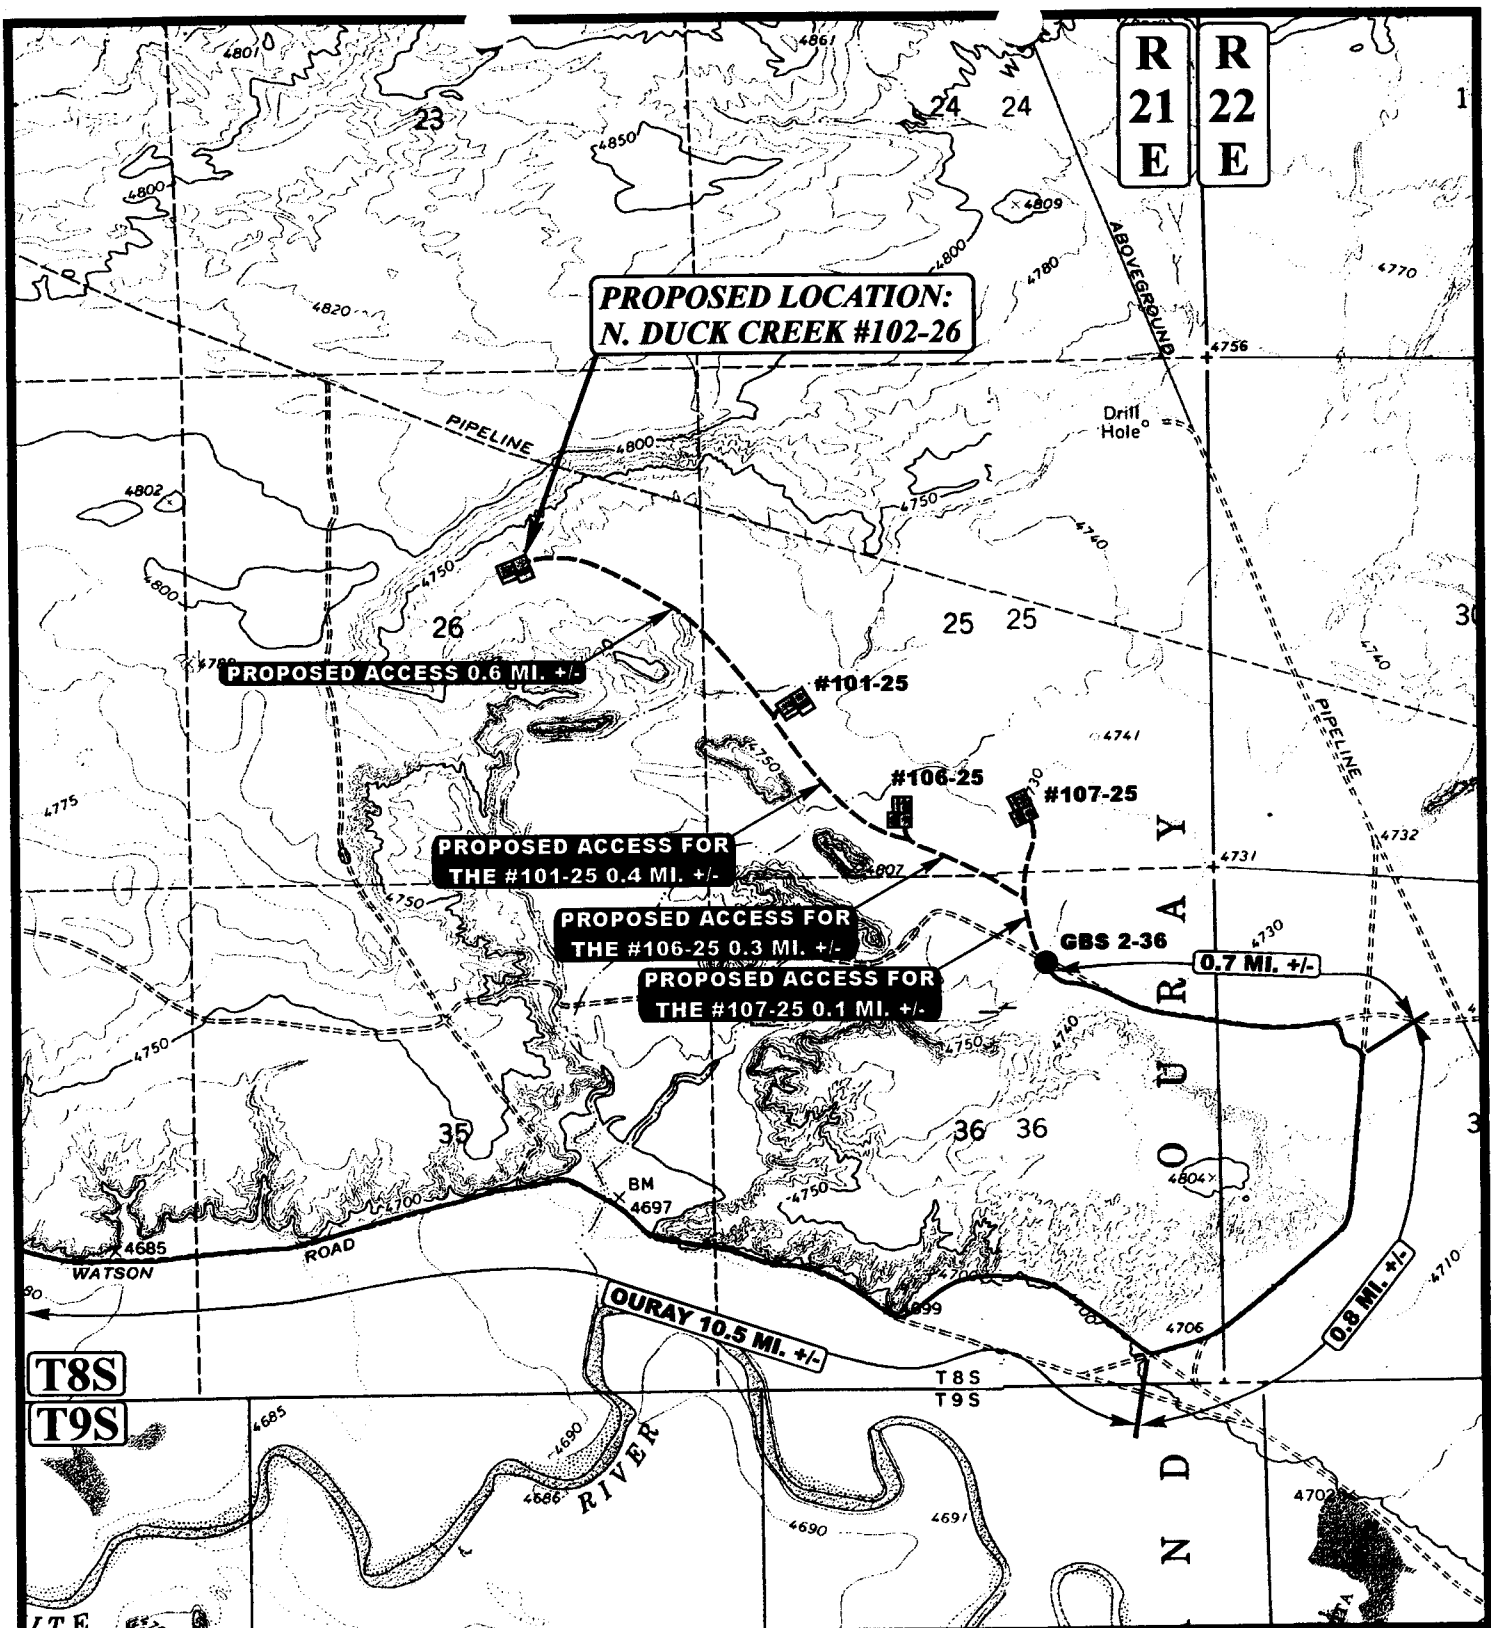 R
21
E
R
22
E
4801
4861
23
24
24
4850
4800
4809
4800
4780
4770
ABOVEGROUND
4820
PROPOSED LOCATION:
N. DUCK CREEK #102-26
4756
PIPELINE
4800
Drill
Hole
4802
4750
4740
4750
4800
26
25
25
PROPOSED ACCESS 0.6 MI. +/-
4740
#101-25
PIPELINE
4741
4750
#106-25
#107-25
4775
4732
PROPOSED ACCESS FOR
THE #101-25 0.4 MI. +/-
4731
4807
4750
PROPOSED ACCESS FOR
THE #106-25 0.3 MI. +/-
4730
GBS 2-36
0.7 MI. +/-
PROPOSED ACCESS FOR
THE #107-25 0.1 MI. +/-
4750
4750
4740
35
36
36
4804
4750
BM
4697
4700
4685
WATSON
ROAD
OURAY 10.5 MI. +/-
4706
0.8 MI. +/-
4710
T8S
T9S
T 8 S
T 9 S
4685
4690
4686
RIVER
4690
4691
4702
Y
A
R
U
O
D
N